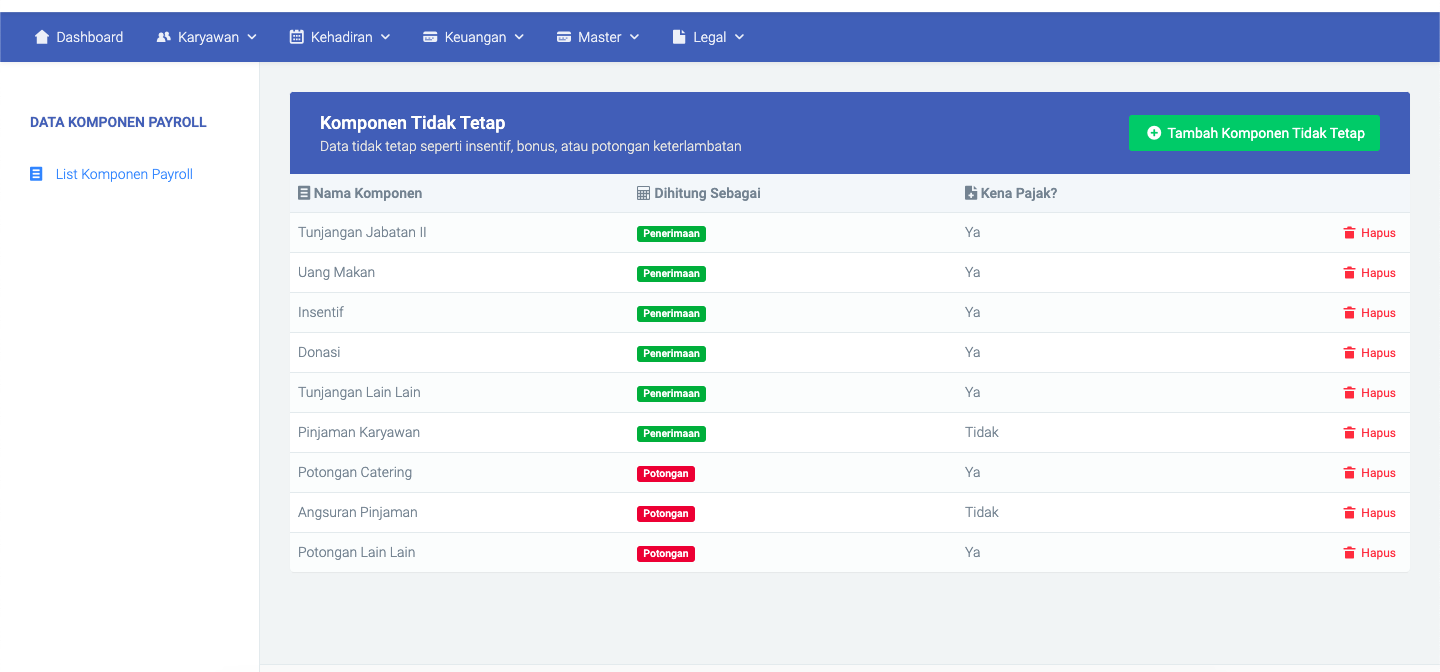 Dashboard Karyawan Kehadiran Keuangan Master Legal
DATA KOMPONEN PAYROLL
List Komponen Payroll
Komponen Tidak Tetap
Data tidak tetap seperti insentif, bonus, atau potongan keterlambatan
Tambah Komponen Tidak Tetap
Nama Komponen Dihitung Sebagai Kena Pajak?
Tunjangan Jabatan II Penerimaan Ya Hapus
Uang Makan Penerimaan Ya Hapus
Insentif Penerimaan Ya Hapus
Donasi Penerimaan Ya Hapus
Tunjangan Lain Lain Penerimaan Ya Hapus
Pinjaman Karyawan Penerimaan Tidak Hapus
Potongan Catering Potongan Ya Hapus
Angsuran Pinjaman Potongan Tidak Hapus
Potongan Lain Lain Potongan Ya Hapus